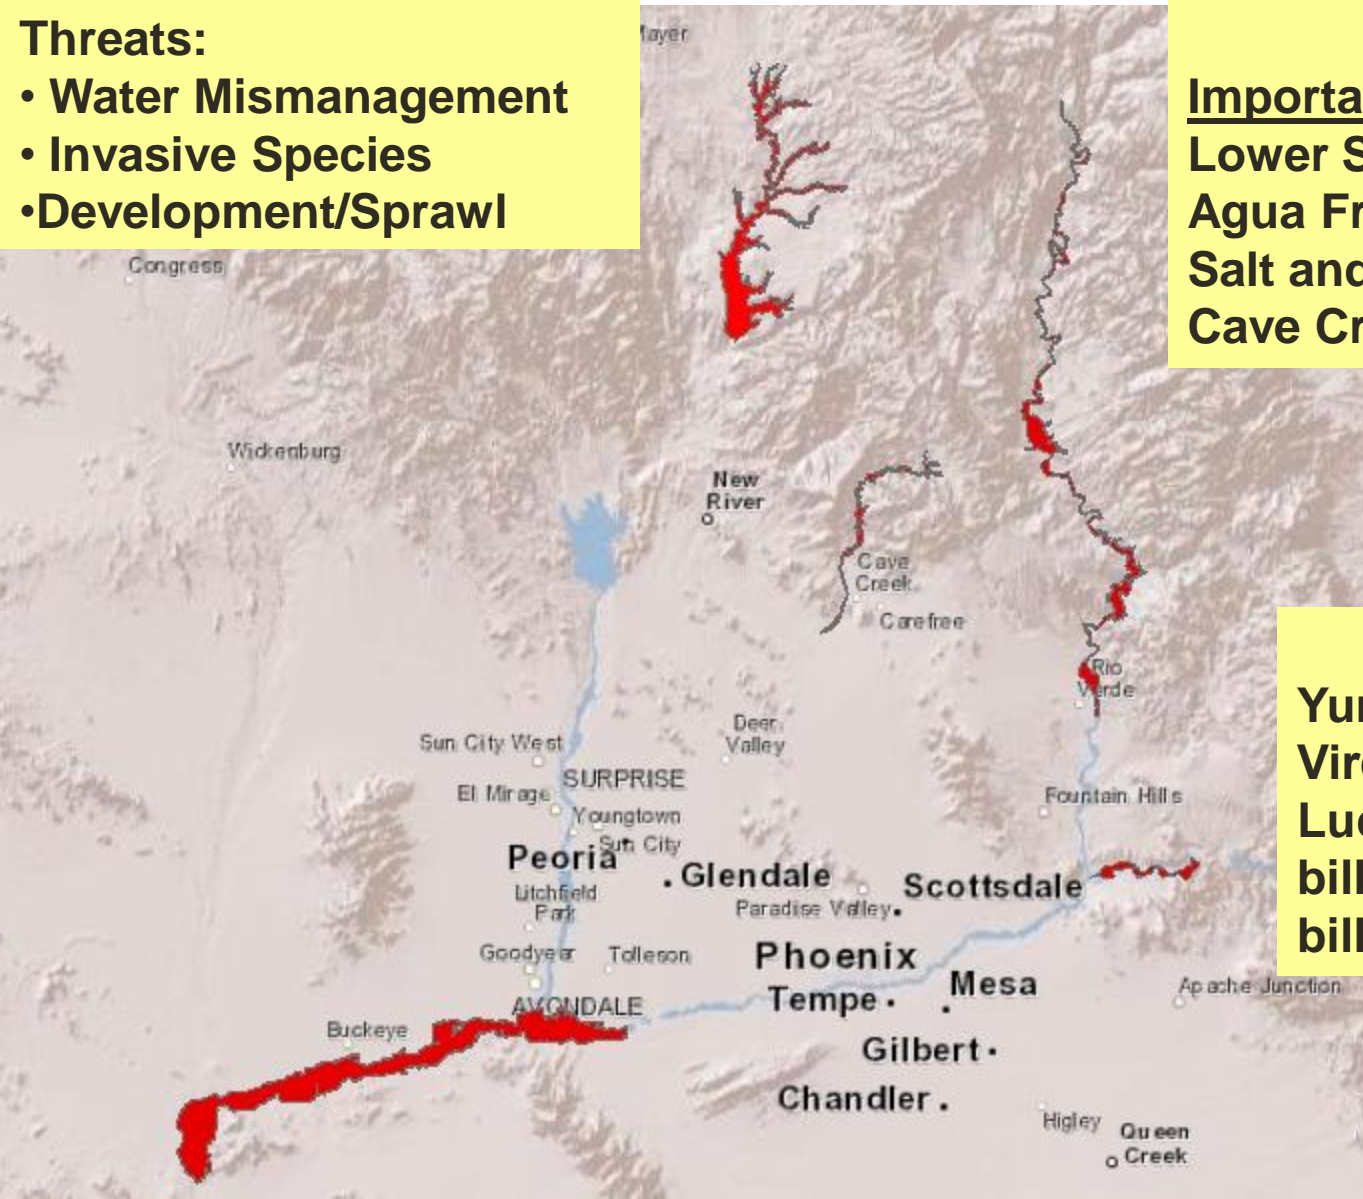 Threats:
• Water Mismanagement
• Invasive Species
•Development/Sprawl
Mayer
Importa
Lower S
Agua Fr
Salt and
Cave Cr
Congress
Wickenburg
New
River
Cave
Creek
Carefree
Rio
Verde
Yu
Vir
Lu
bill
bill
Deer
Valley
Sun City West
SURPRISE
El Mirage
Youngtown
Sun City
Fountain Hills
Peoria
Glendale
Scottsdale
Litchfield
Park
Paradise Valley
Goodyear
Tolleson
Phoenix
Tempe
Mesa
Apache Junction
AVONDALE
Buckeye
Gilbert
Chandler
Higley
Queen
Creek